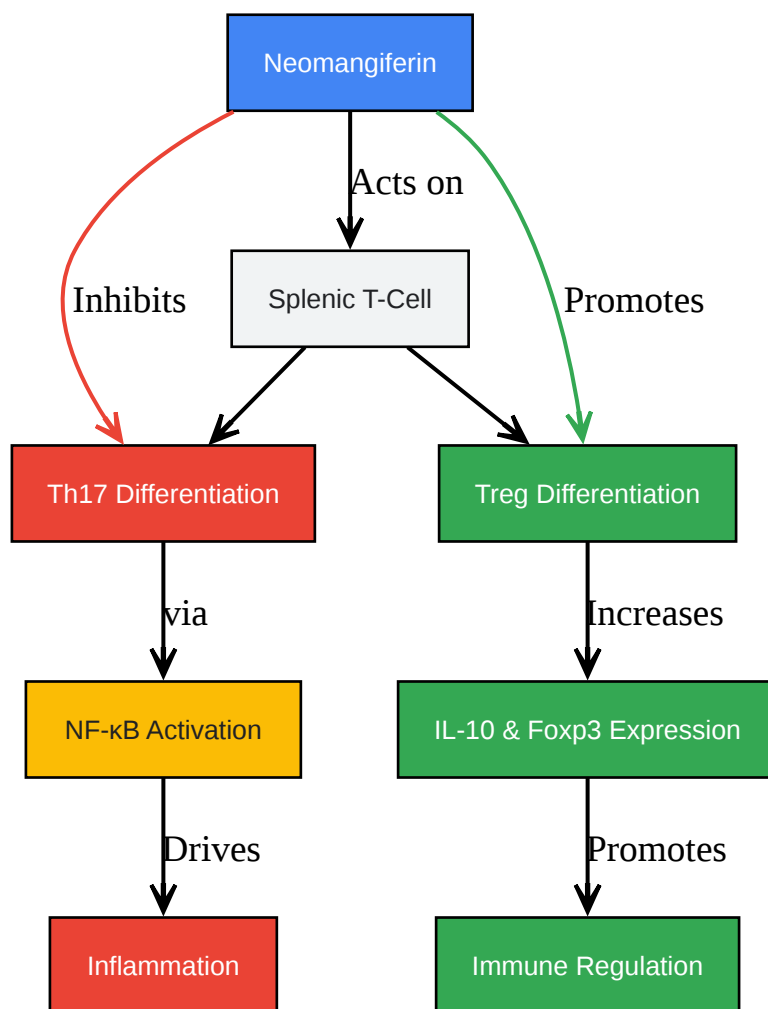 Neomangiferin
Acts on
Inhibits
Splenic T-Cell
Promotes
Th17 Differentiation
Treg Differentiation
via
Increases
NF-κB Activation
IL-10 & Foxp3 Expression
Drives
Promotes
Inflammation
Immune Regulation